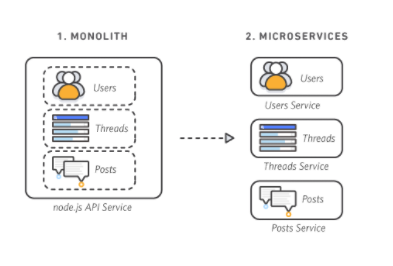 1. MONOLITH
Users
Threads
Posts
node.js API Service
2. MICROSERVICES
Users
Users Service
Threads
Threads Service
Posts
Posts Service